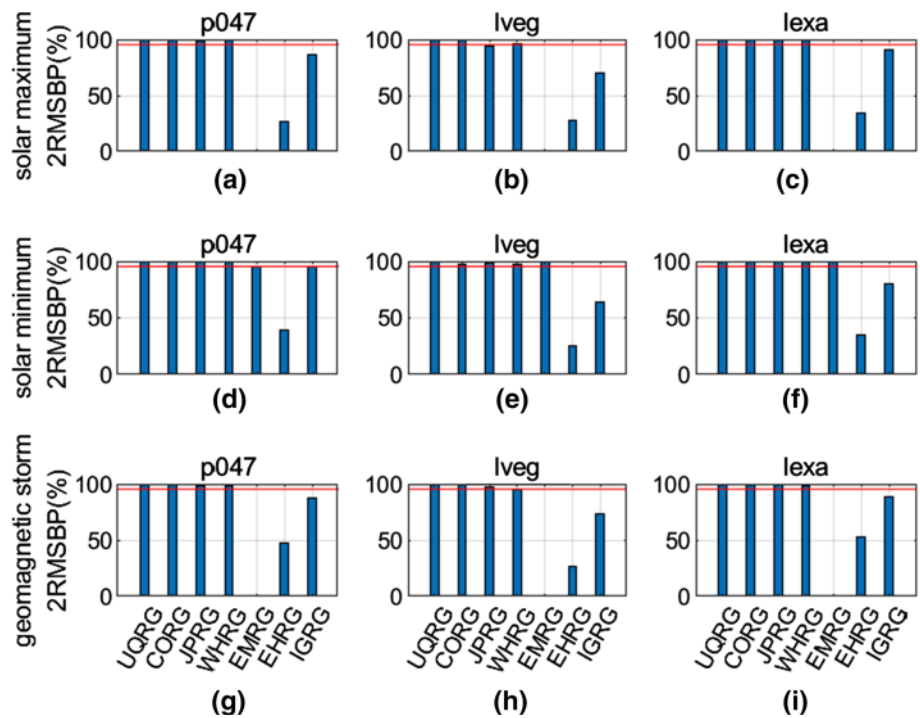 p047
lveg
lexa
solar maximum
2RMSBP(%)
100
50
0
100
50
0
100
50
0
(a)
(b)
(c)
p047
lveg
lexa
solar minimum
2RMSBP(%)
100
50
0
100
50
0
100
50
0
(d)
(e)
(f)
p047
lveg
lexa
geomagnetic storm
2RMSBP(%)
100
50
0
100
50
0
100
50
0
UQRG
CORG
JPRG
WHRG
EMRG
EHRG
IGRG
UQRG
CORG
JPRG
WHRG
EMRG
EHRG
IGRG
UQRG
CORG
JPRG
WHRG
EMRG
EHRG
IGRG
(g)
(h)
(i)